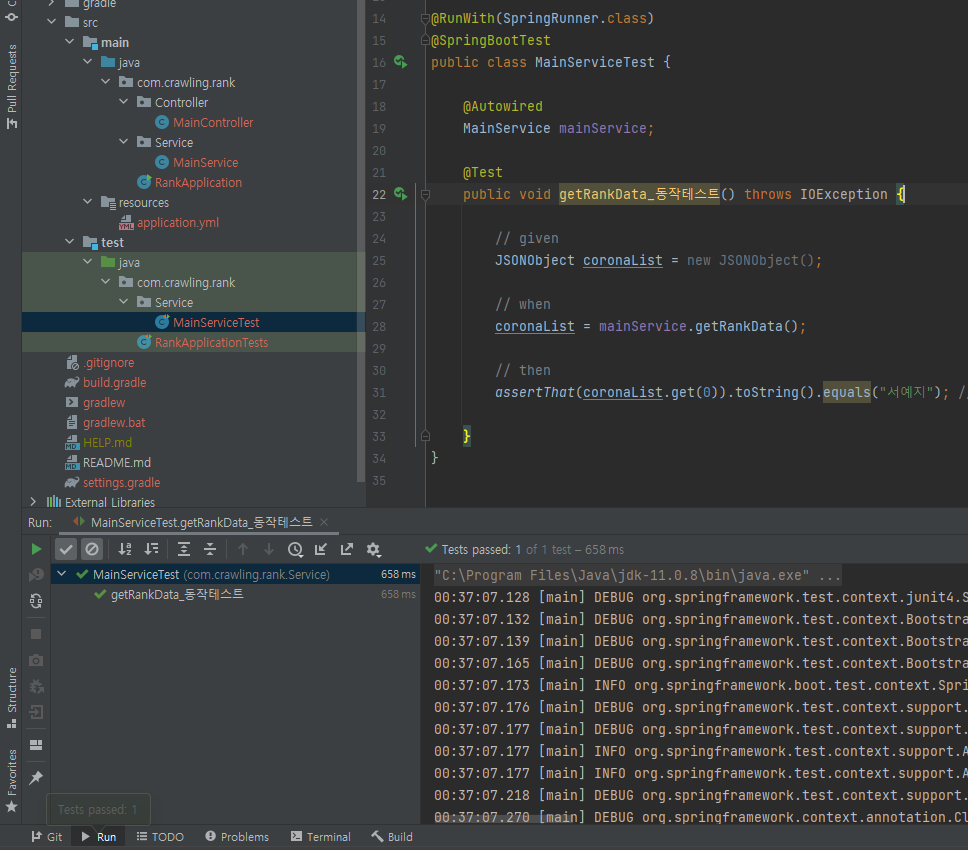 gradle
src
main
java
com.crawling.rank
Controller
MainController
Service
MainService
RankApplication
resources
application.yml
test
java
com.crawling.rank
Service
MainServiceTest
RankApplicationTests
.gitignore
build.gradle
gradlew
gradlew.bat
HELP.md
README.md
settings.gradle
External Libraries
Pull Requests
Structure
Favorites
14 @RunWith(SpringRunner.class)
15 @SpringBootTest
16 public class MainServiceTest {
17
18 @Autowired
19 MainService mainService;
20
21 @Test
22 public void getRankData_동작테스트() throws IOException {
23
24 // given
25 JSONObject coronaList = new JSONObject();
26
27 // when
28 coronaList = mainService.getRankData();
29
30 // then
31 assertThat(coronaList.get(0)).toString().equals("서예지"); /
32
33 }
34 }
35
Run: MainServiceTest.getRankData_동작테스트
Tests passed: 1 of 1 test – 658 ms
MainServiceTest (com.crawling.rank.Service) 658 ms
getRankData_동작테스트 658 ms
"C:\Program Files\Java\jdk-11.0.8\bin\java.exe" ...
00:37:07.128 [main] DEBUG org.springframework.test.context.junit4.S
00:37:07.132 [main] DEBUG org.springframework.test.context.Bootstra
00:37:07.139 [main] DEBUG org.springframework.test.context.Bootstra
00:37:07.165 [main] DEBUG org.springframework.test.context.Bootstra
00:37:07.173 [main] INFO org.springframework.boot.test.context.Spri
00:37:07.176 [main] DEBUG org.springframework.test.context.support.
00:37:07.177 [main] DEBUG org.springframework.test.context.support.
00:37:07.177 [main] INFO org.springframework.test.context.support.A
00:37:07.177 [main] INFO org.springframework.test.context.support.A
00:37:07.218 [main] DEBUG org.springframework.test.context.support.
00:37:07.270 [main] DEBUG org.springframework.context.annotation.Cl
Tests passed: 1
Git Run TODO Problems Terminal Build